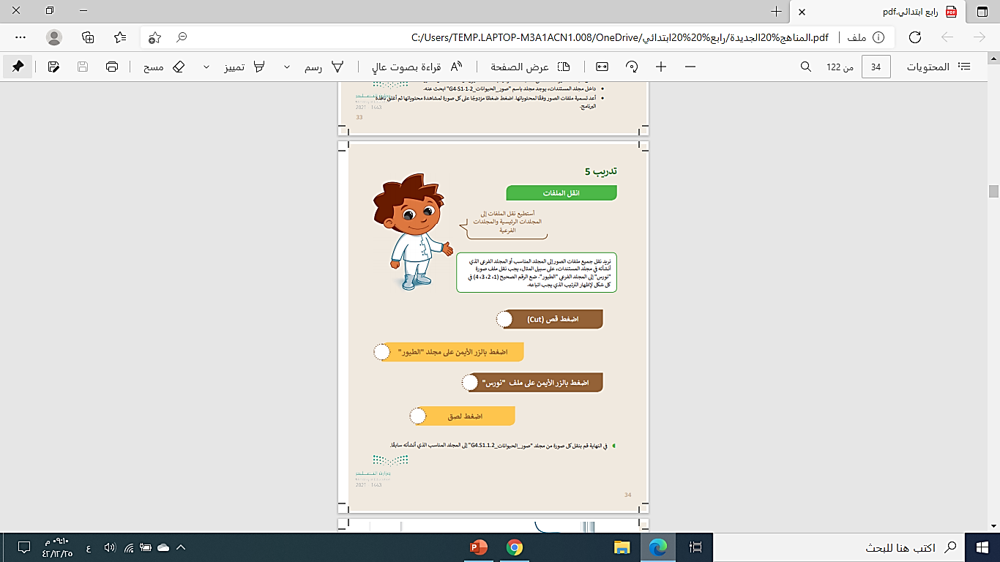 رابع ابتدائي.pdf
ملف
C:/Users/TEMP.LAPTOP-M3A1ACN1.008/OneDrive/المناهج%20الجديدة/رابع%20%20ابتدائي.pdf
المحتويات
34
من 122
عرض الصفحة
قراءة بصوت عالٍ
رسم
تمييز
مسح
داخل مجلد المستندات، يوجد مجلد باسم "صور_الحيوانات_G4-S1-1-2" ابحث عنه.
أعد تسمية ملفات الصور وفقًا لمحتوياتها. اضغط ضغطًا مزدوجًا على كل صورة لمشاهدة محتوياتها ثم أغلق نافذة
البرنامج.
2021 - 1443
33
تدريب 5
انقل الملفات
أستطيع نقل الملفات إلى
المجلدات الرئيسية والمجلدات
الفرعية
نريد نقل جميع ملفات الصور إلى المجلد المناسب أو المجلد الفرعي الذي
أنشأته في مجلد المستندات، على سبيل المثال، يجب نقل ملف صورة
"نورس" إلى المجلد الفرعي "الطيور". ضع الرقم الصحيح (1، 2، 3، 4) في
كل شكل لإظهار الترتيب الذي يجب اتباعه.
اضغط قص (Cut)
اضغط بالزر الأيمن على مجلد "الطيور"
اضغط بالزر الأيمن على ملف "نورس"
اضغط لصق
في النهاية قم بنقل كل صورة من مجلد "صور_الحيوانات_G4.S1.1.2" إلى المجلد المناسب الذي أنشأته سابقًا.
وزارة التعليم
Ministry of Education
2021 - 1443
34
اكتب هنا للبحث
ع
٠٩:١٠ م
٤٢/١٢/٢٥